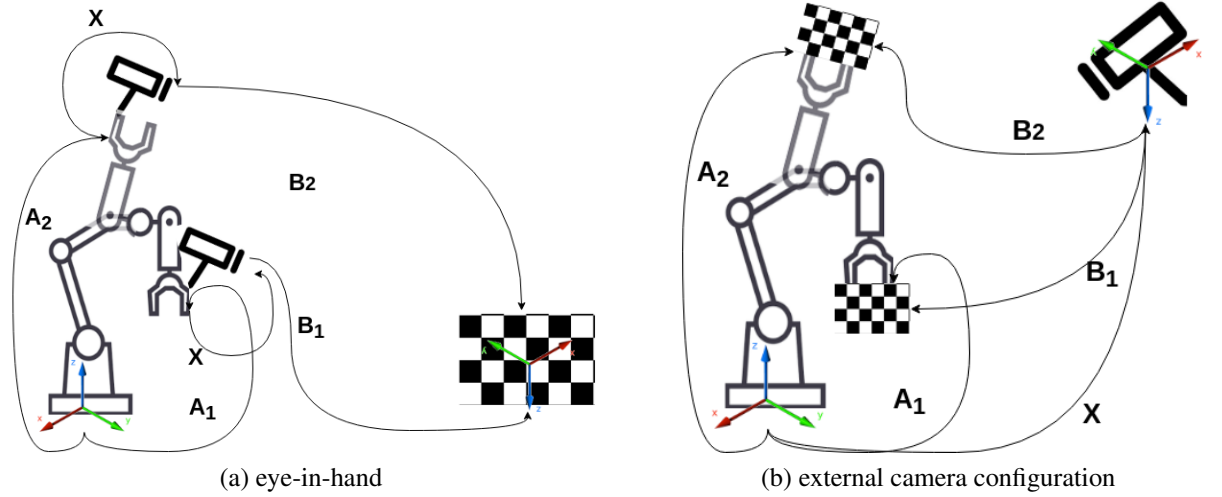 X
B2
A2
B1
X
A1
z
x
y
x
z
(a) eye-in-hand
B2
A2
B1
A1
X
x
z
z
x
y
(b) external camera configuration